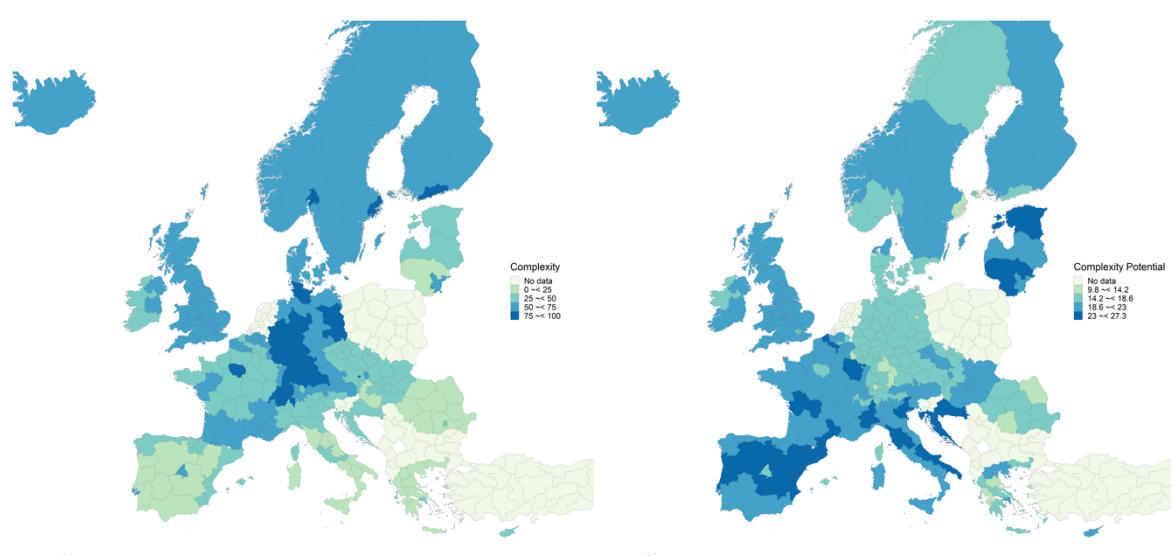 Complexity
No data
0 ~< 25
25 ~< 50
50 ~< 75
75 ~< 100
Complexity Potential
No data
9.8 ~< 14.2
14.2 ~< 18.6
18.6 ~< 23
23 ~< 27.3